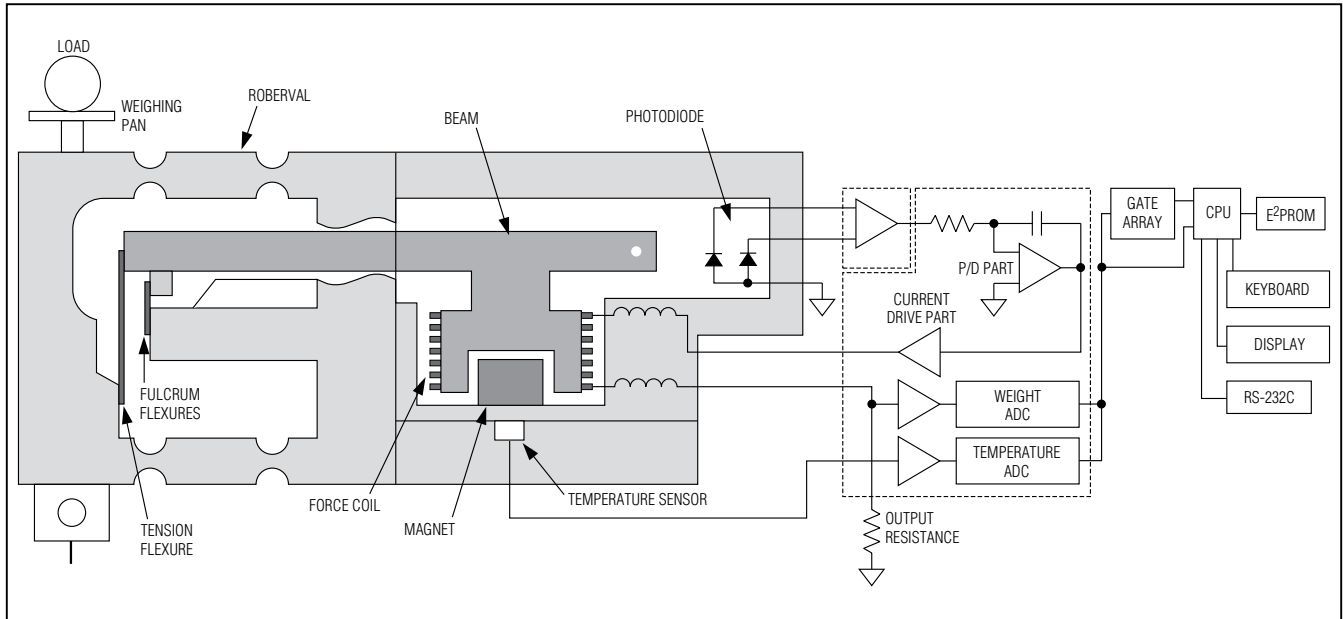 LOAD
WEIGHING
PAN
ROBERVAL
BEAM
PHOTODIODE
P/D PART
CURRENT
DRIVE PART
GATE
ARRAY
CPU
E²PROM
KEYBOARD
DISPLAY
RS-232C
WEIGHT
ADC
TEMPERATURE
ADC
FULCRUM
FLEXURES
TENSION
FLEXURE
FORCE COIL
MAGNET
TEMPERATURE SENSOR
OUTPUT
RESISTANCE